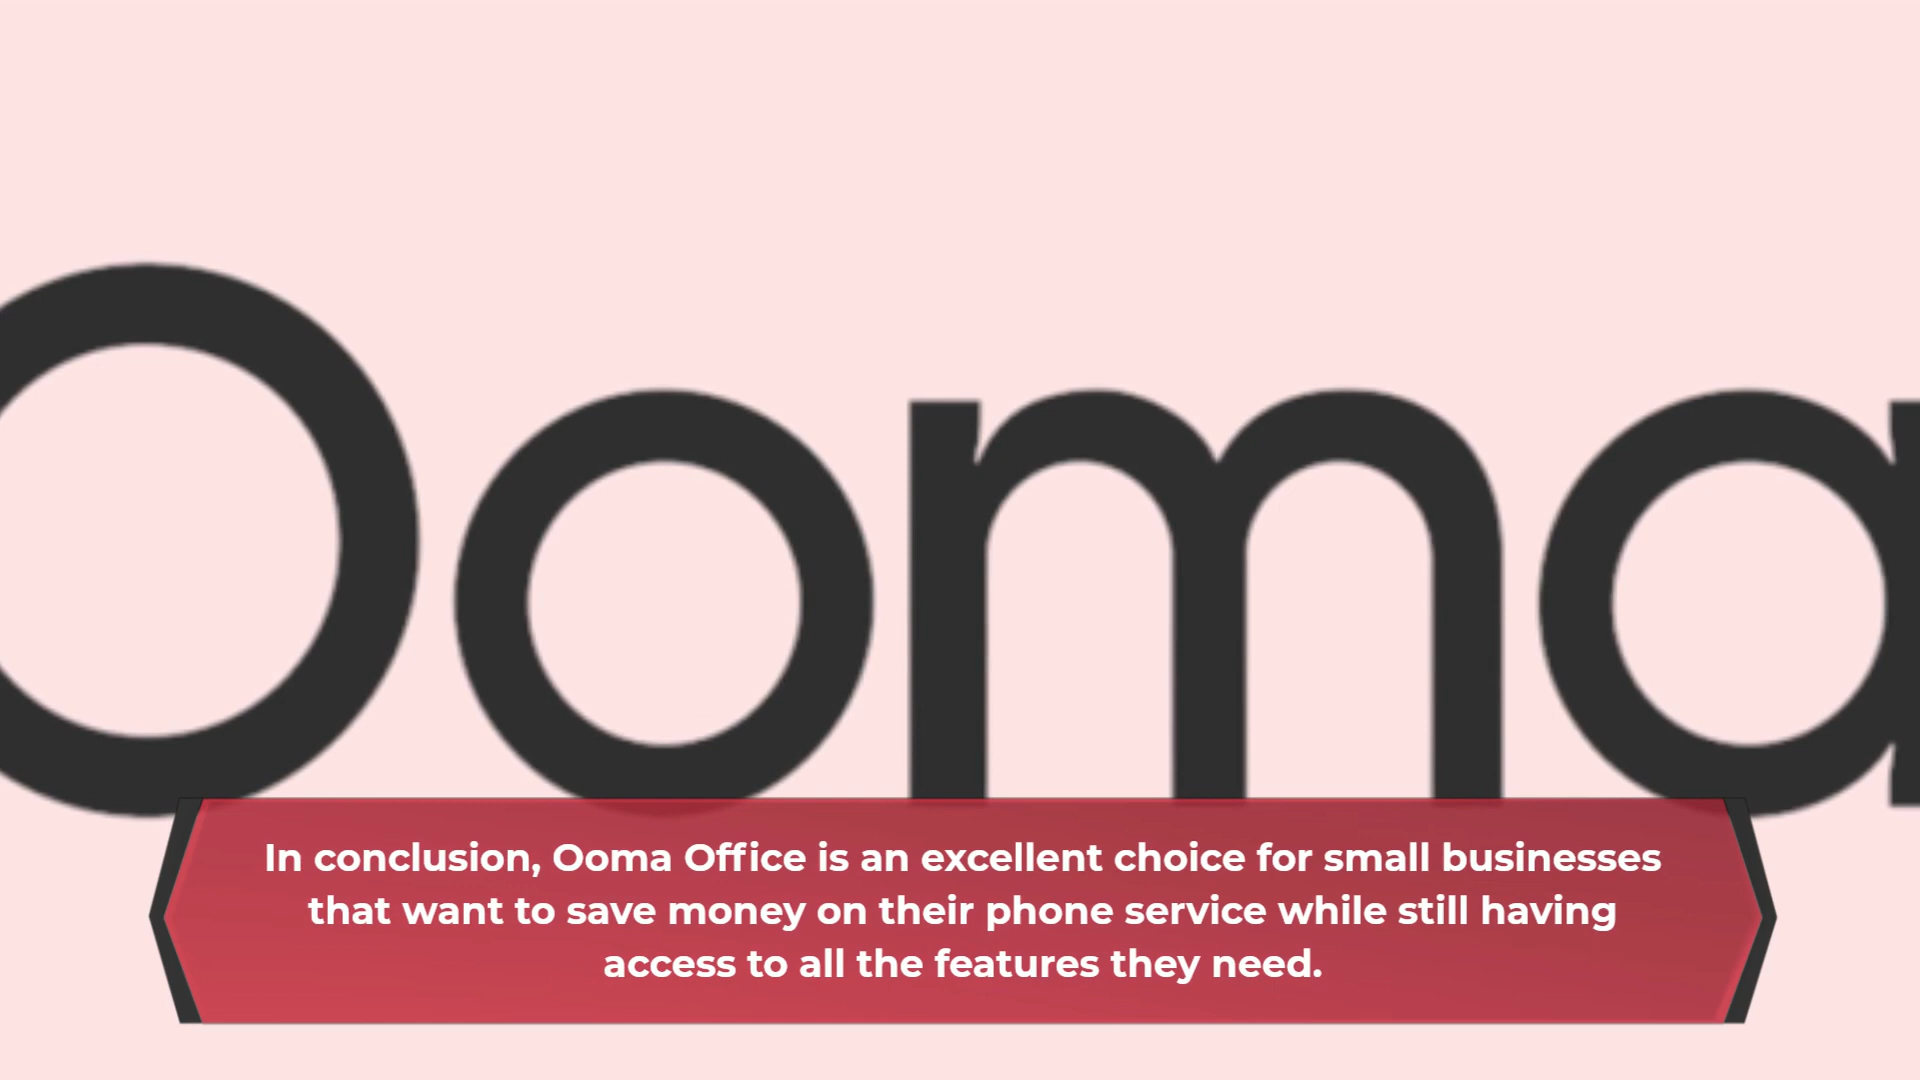 Ooma
In conclusion, Ooma Office is an excellent choice for small businesses
that want to save money on their phone service while still having
access to all the features they need.